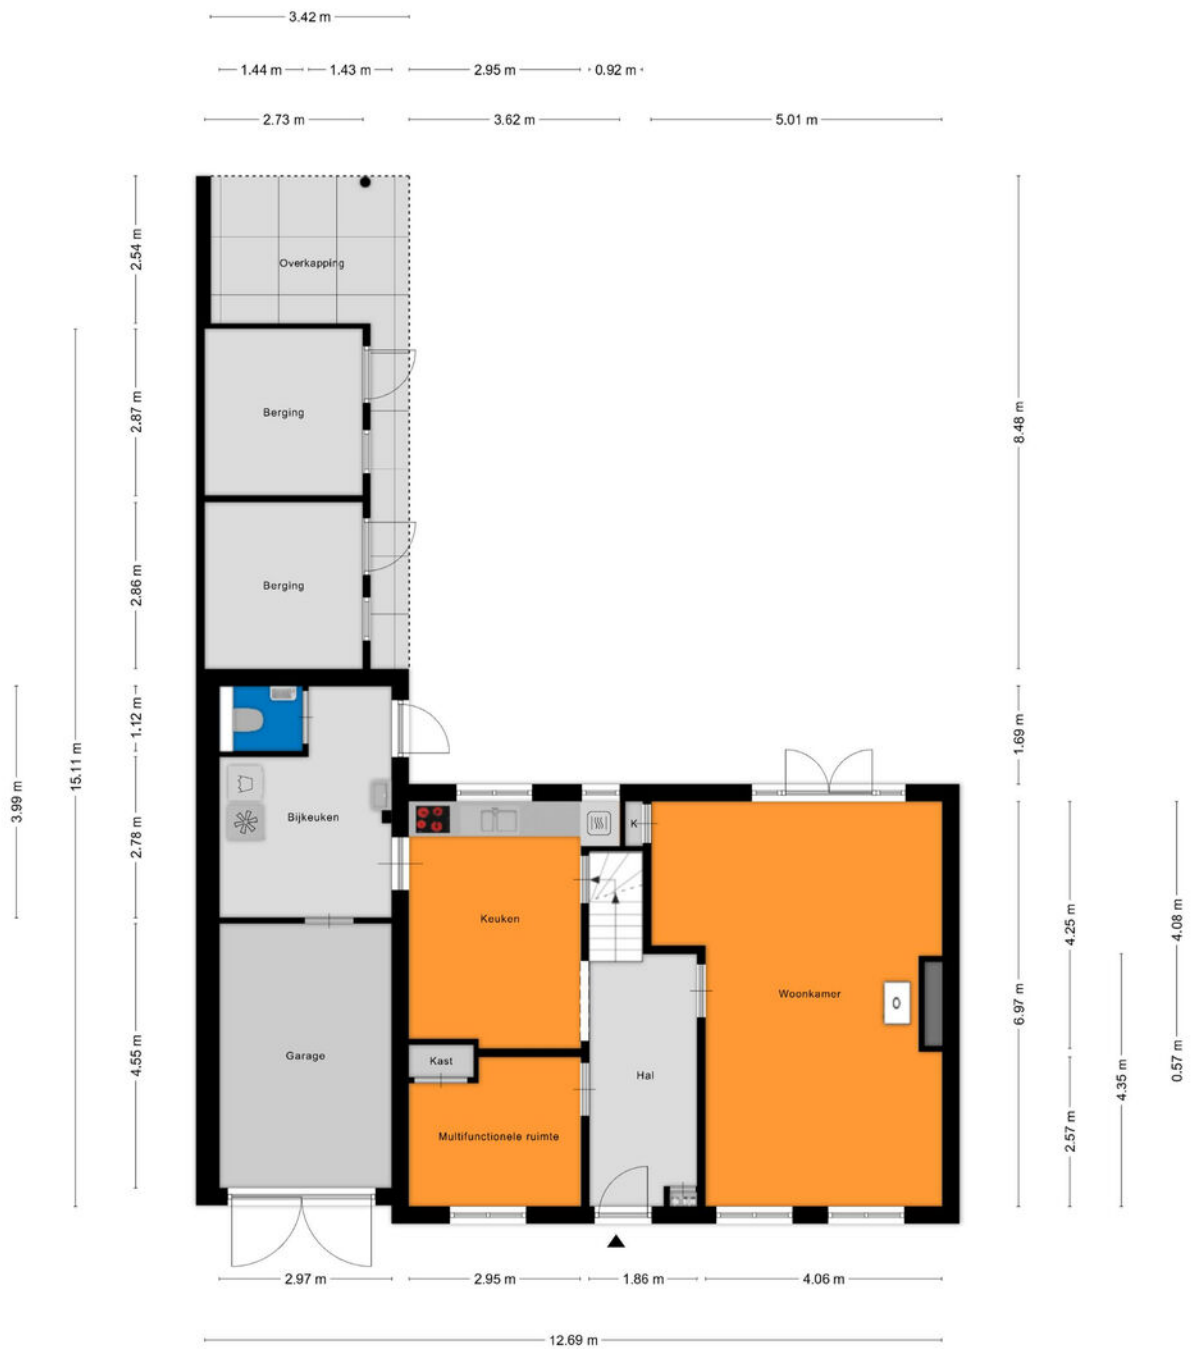 3.42 m
1.44 m
1.43 m
2.95 m
0.92 m
2.73 m
3.62 m
5.01 m
2.54 m
Overkapping
15.11 m
2.87 m
Berging
8.48 m
2.86 m
Berging
3.99 m
1.12 m
1.69 m
2.78 m
Bijkeuken
K
Keuken
4.25 m
4.08 m
Woonkamer
6.97 m
4.55 m
Garage
Kast
Hal
0.57 m
4.35 m
2.57 m
Multifunctionele ruimte
2.97 m
2.95 m
1.86 m
4.06 m
12.69 m